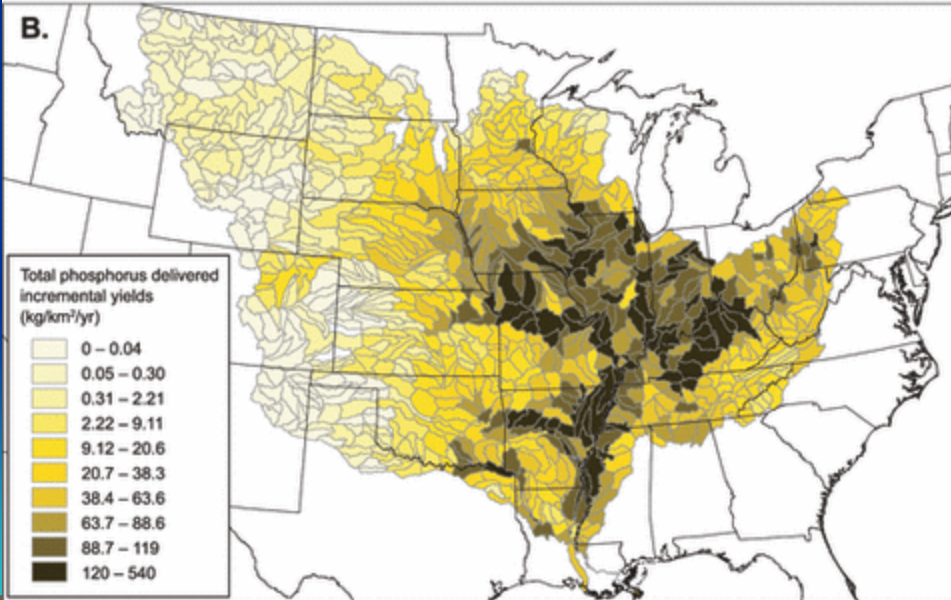 B.
Total phosphorus delivered
incremental yields
(kg/km²/yr)
0 – 0.04
0.05 – 0.30
0.31 – 2.21
2.22 – 9.11
9.12 – 20.6
20.7 – 38.3
38.4 – 63.6
63.7 – 88.6
88.7 – 119
120 – 540